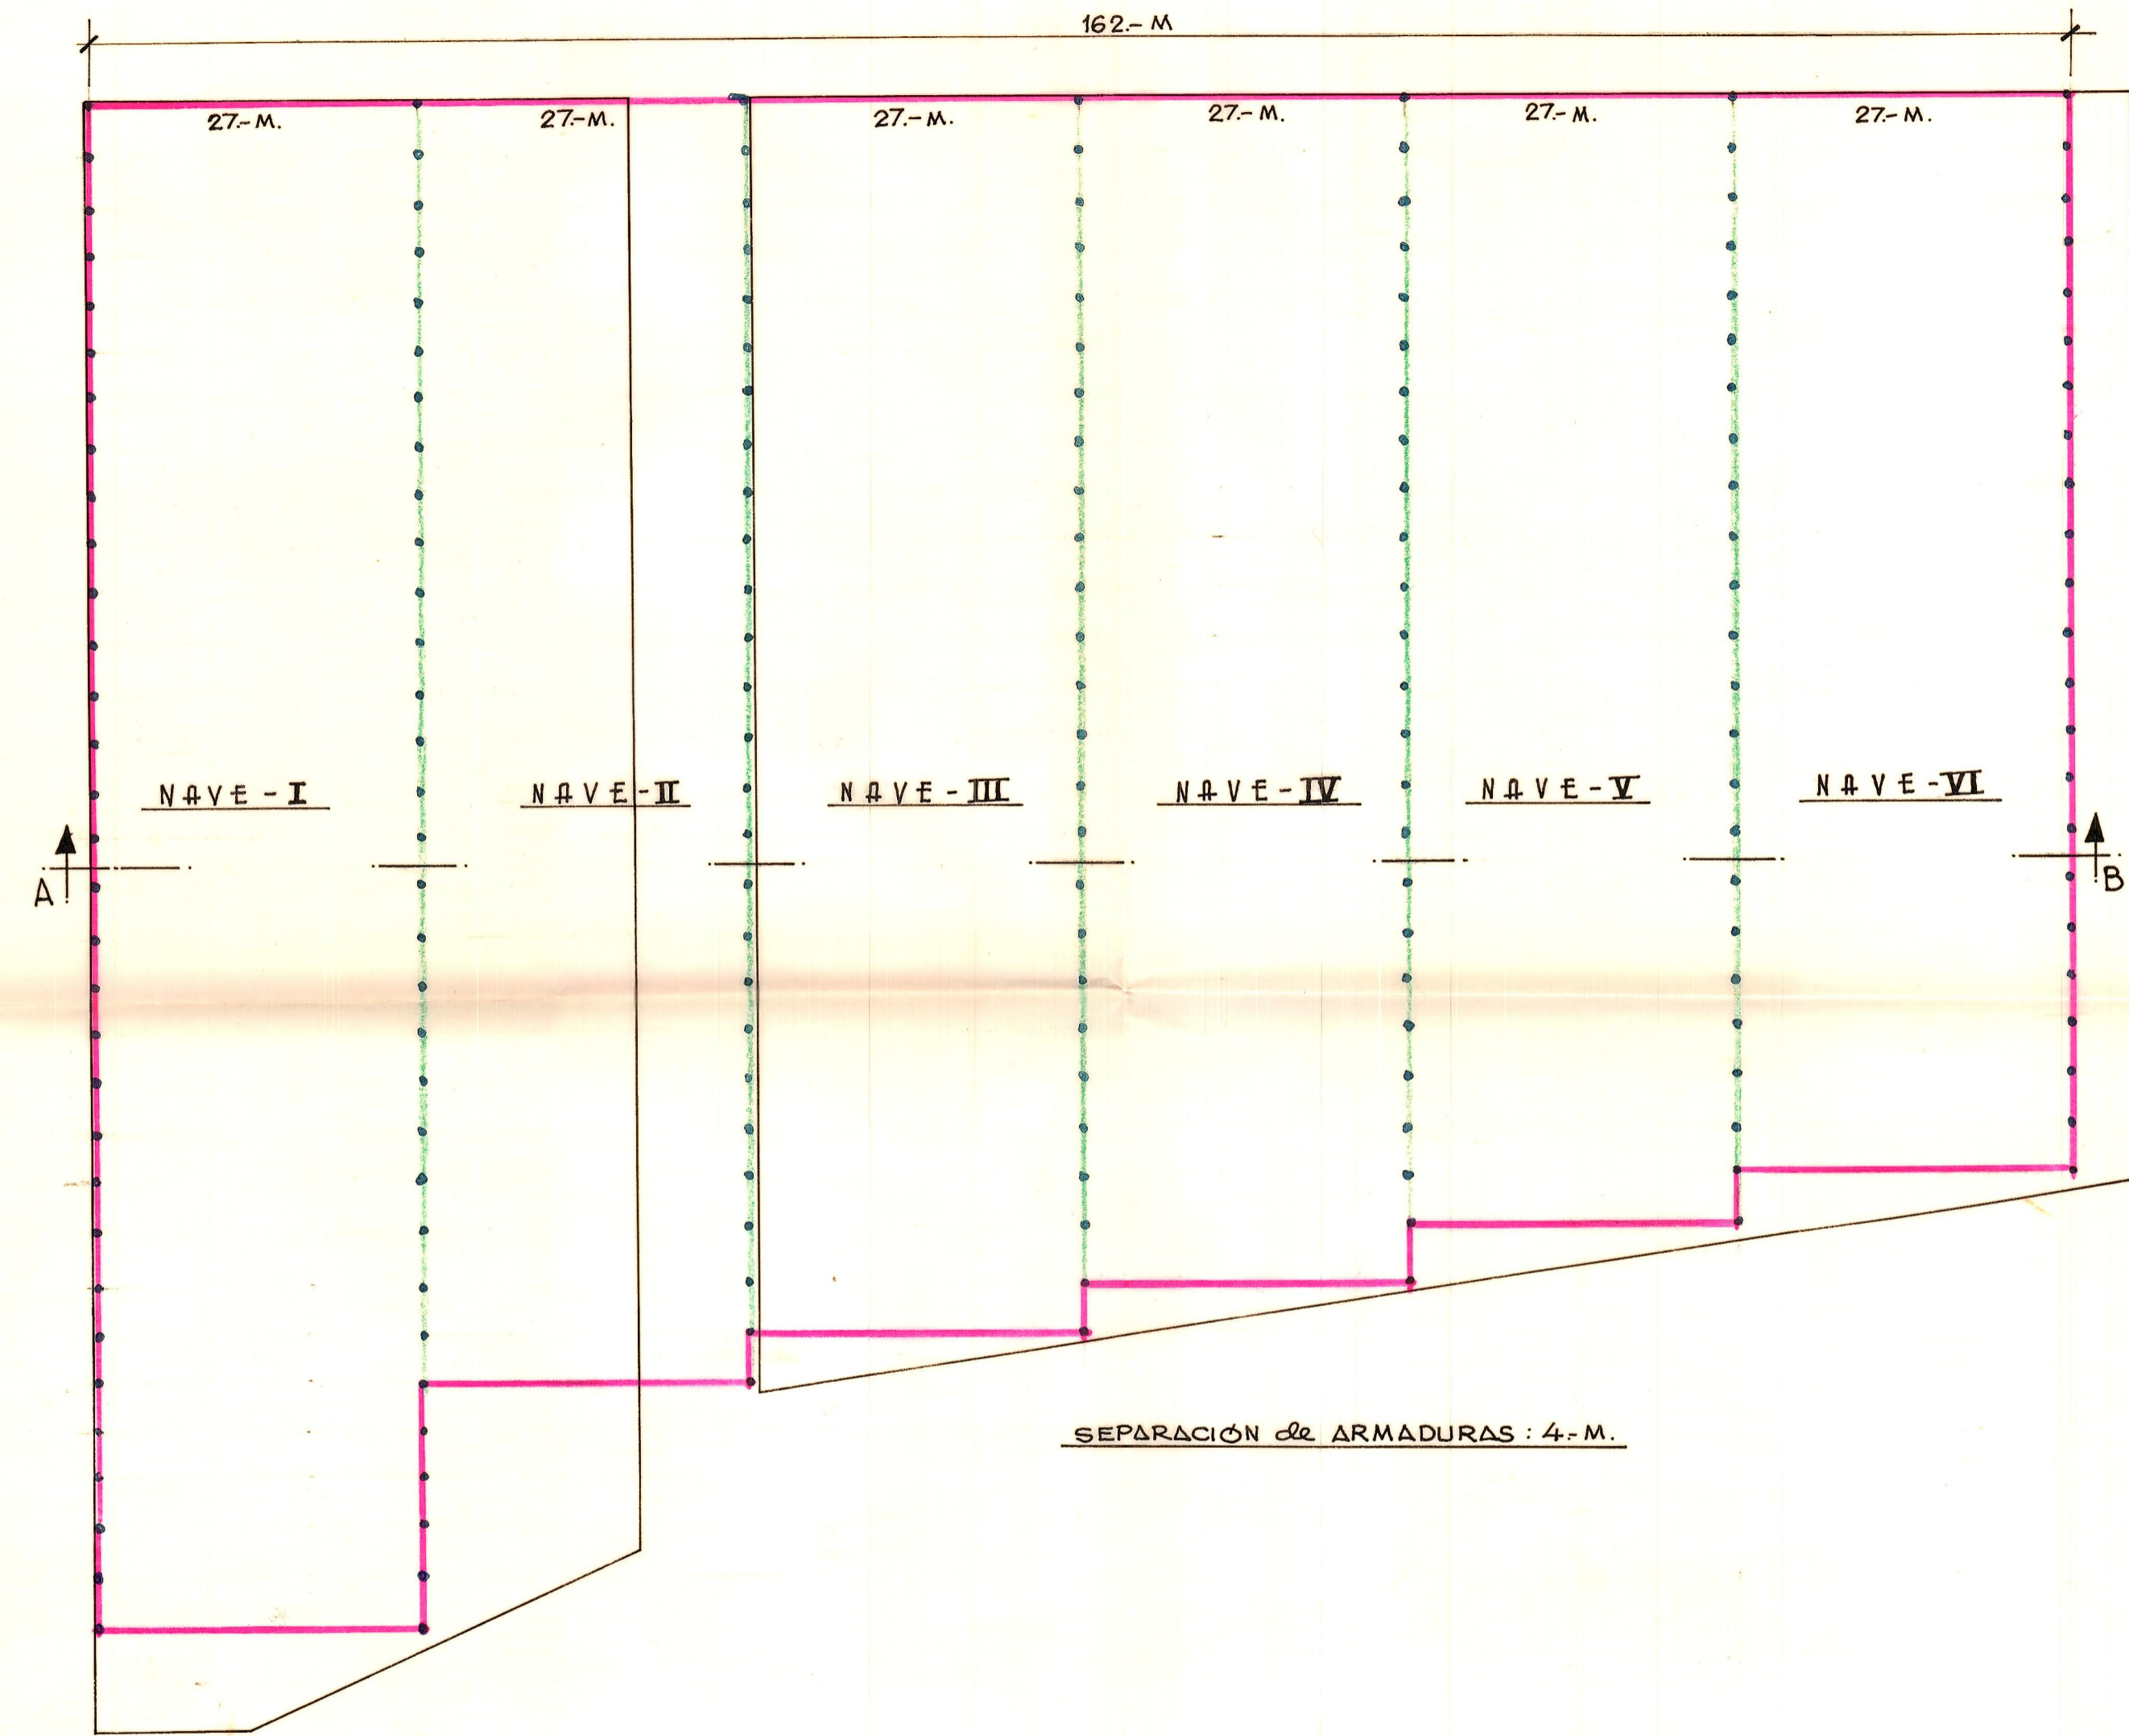 162.- M
27.- M.
27.- M.
27.- M.
27.- M.
27.- M.
27.- M.
NAVE - I
NAVE - II
NAVE - III
NAVE - IV
NAVE - V
NAVE - VI
A
B
SEPARACIÓN de ARMADURAS : 4.- M.